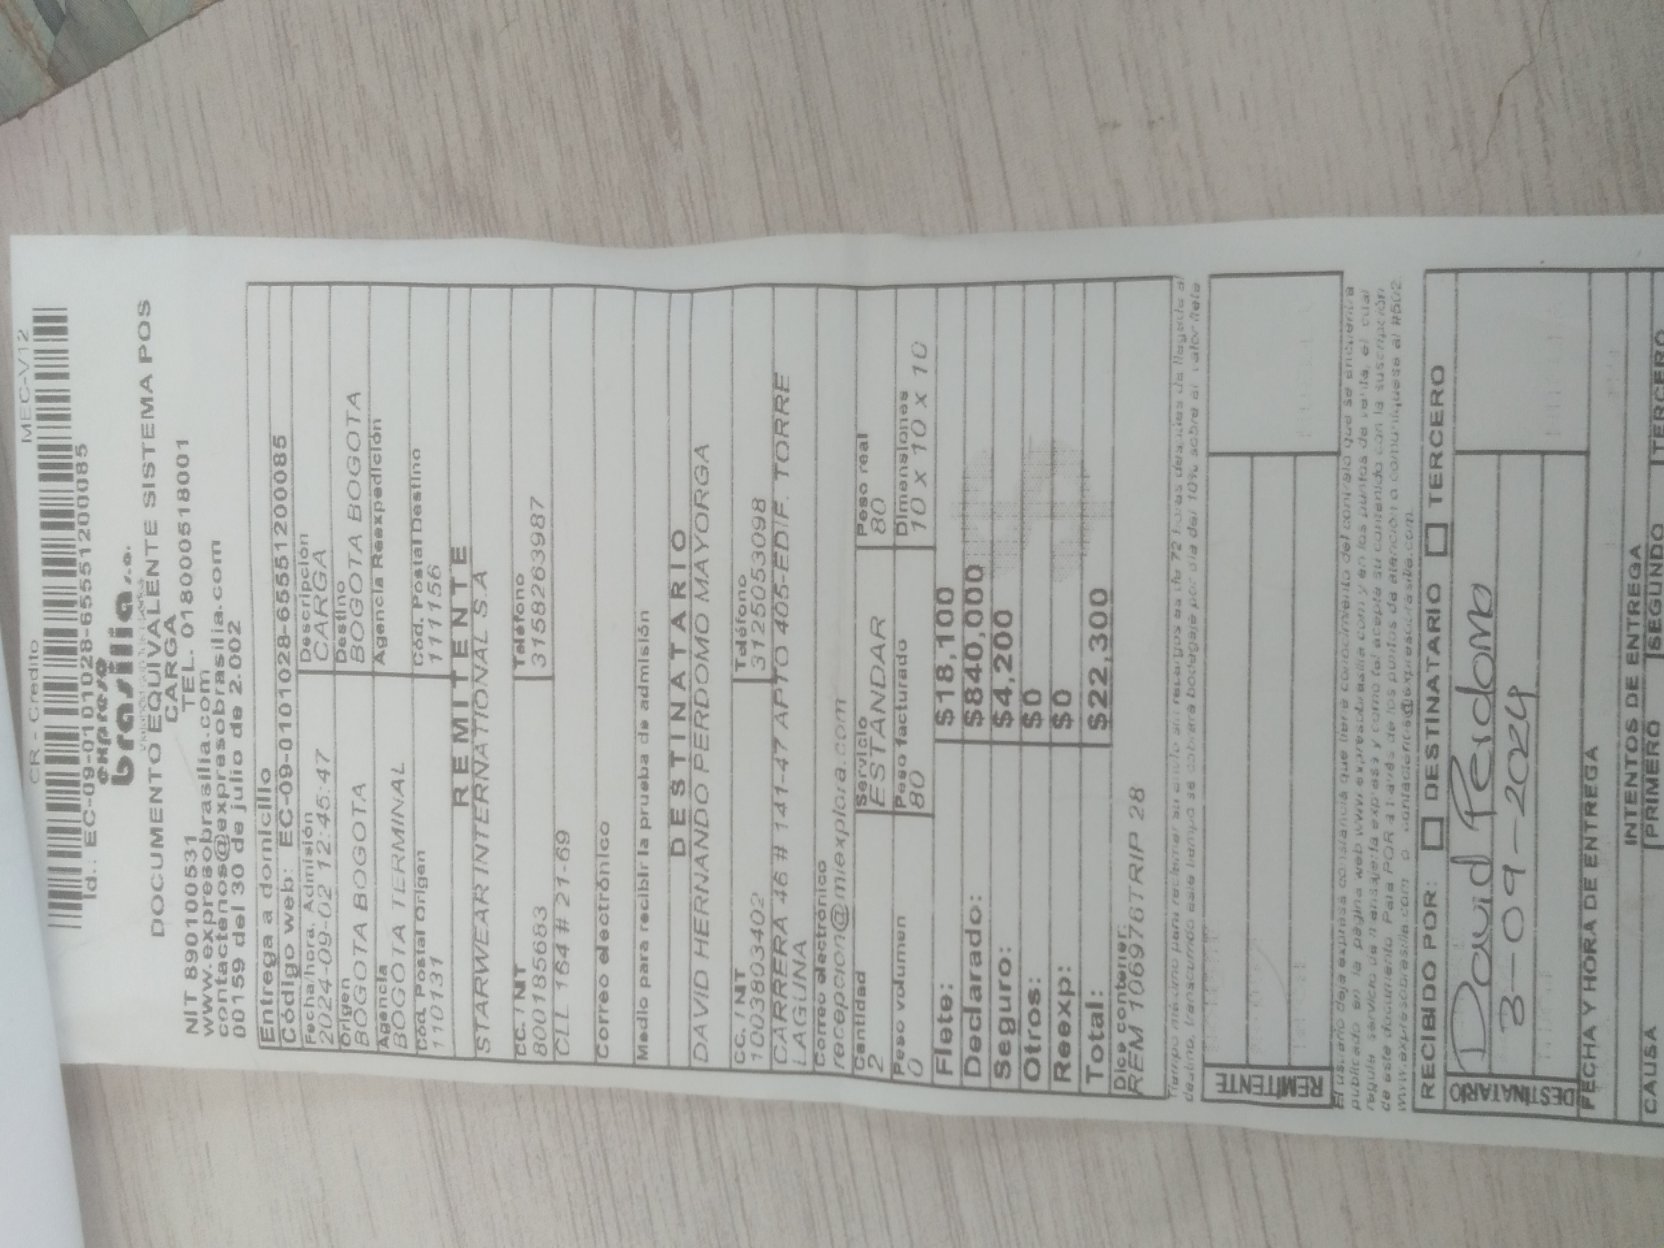 CR - Credito MEC-V12
Id.: EC-09-0101028-6555120 0085
expreso
brasilia s.a.
DOCUMENTO EQUIVALENTE SISTEMA POS
CARGA
NIT 890100531 TEL. 018000518001
www.expresobrasilia.com
contactenos@expresobrasilia.com
00159 del 30 de julio de 2.002
Entrega a domicilio
Código web: EC-09-0101028-65551200085
Fecha/hora. Admisión Descripción
2024-09-02 12:45:47 CARGA
Origen Destino
BOGOTA BOGOTA BOGOTA BOGOTA
Agencia Agencia Reexpedición
BOGOTA TERMINAL
Cód. Postal Origen Cód. Postal Destino
110131 111156
REMITENTE
STARWEAR INTERNATIONAL S.A
CC. / NIT Teléfono
8001185683 3158263987
CLL 164 # 21-69
Correo electrónico
Medio para recibir la prueba de admisión
DESTINATARIO
DAVID HERNANDO PERDOMO MAYORGA
CC. / NIT Teléfono
1003803402 3125053098
CARRERA 46 # 141-47 APTO 405-EDIF. TORRE
LAGUNA
Correo electrónico
recepcion@miexplora.com
Cantidad Servicio Peso real
2 ESTANDAR 80
Peso volumen Peso facturado Dimensiones
0 80 10 X 10 X 10
Flete: $18,100
Declarado: $840,000
Seguro: $4,200
Otros: $0
Reexp: $0
Total: $22,300
Dice contener:
REM 106976TRIP 28
REMITENTE
RECIBIDO POR: DESTINATARIO TERCERO
David Perdomo
3-09-2024
DESTINATARIO
FECHA Y HORA DE ENTREGA
INTENTOS DE ENTREGA
CAUSA PRIMERO SEGUNDO TERCERO